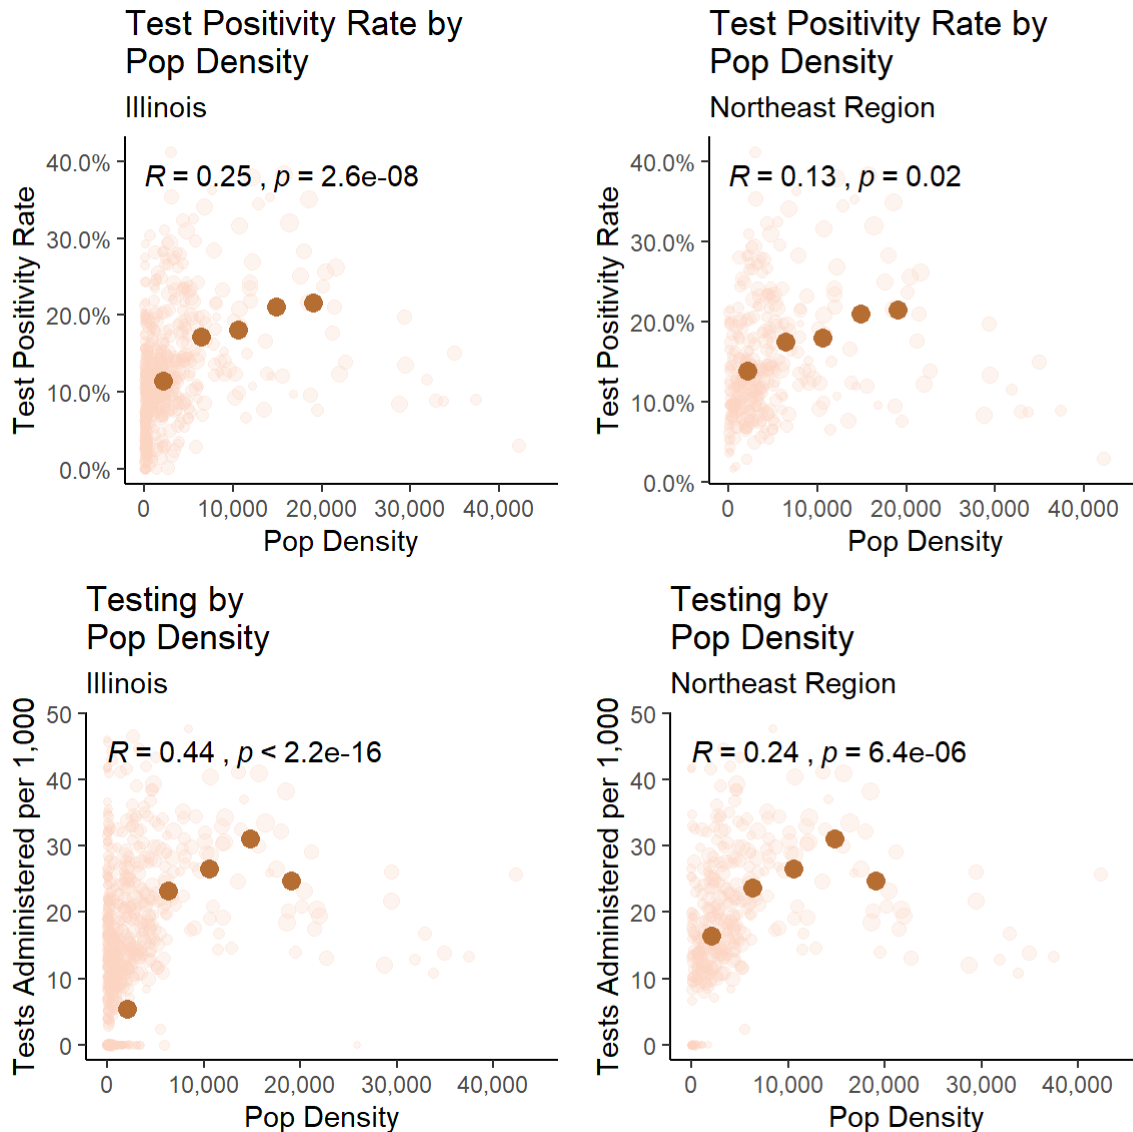 Test Positivity Rate by
Pop Density
Illinois
R = 0.25 , p = 2.6e-08
40.0%
30.0%
20.0%
10.0%
0.0%
Test Positivity Rate
0 10,000 20,000 30,000 40,000
Pop Density
Test Positivity Rate by
Pop Density
Northeast Region
R = 0.13 , p = 0.02
40.0%
30.0%
20.0%
10.0%
0.0%
Test Positivity Rate
0 10,000 20,000 30,000 40,000
Pop Density
Testing by
Pop Density
Illinois
R = 0.44 , p < 2.2e-16
50
40
30
20
10
0
Tests Administered per 1,000
0 10,000 20,000 30,000 40,000
Pop Density
Testing by
Pop Density
Northeast Region
R = 0.24 , p = 6.4e-06
50
40
30
20
10
0
Tests Administered per 1,000
0 10,000 20,000 30,000 40,000
Pop Density